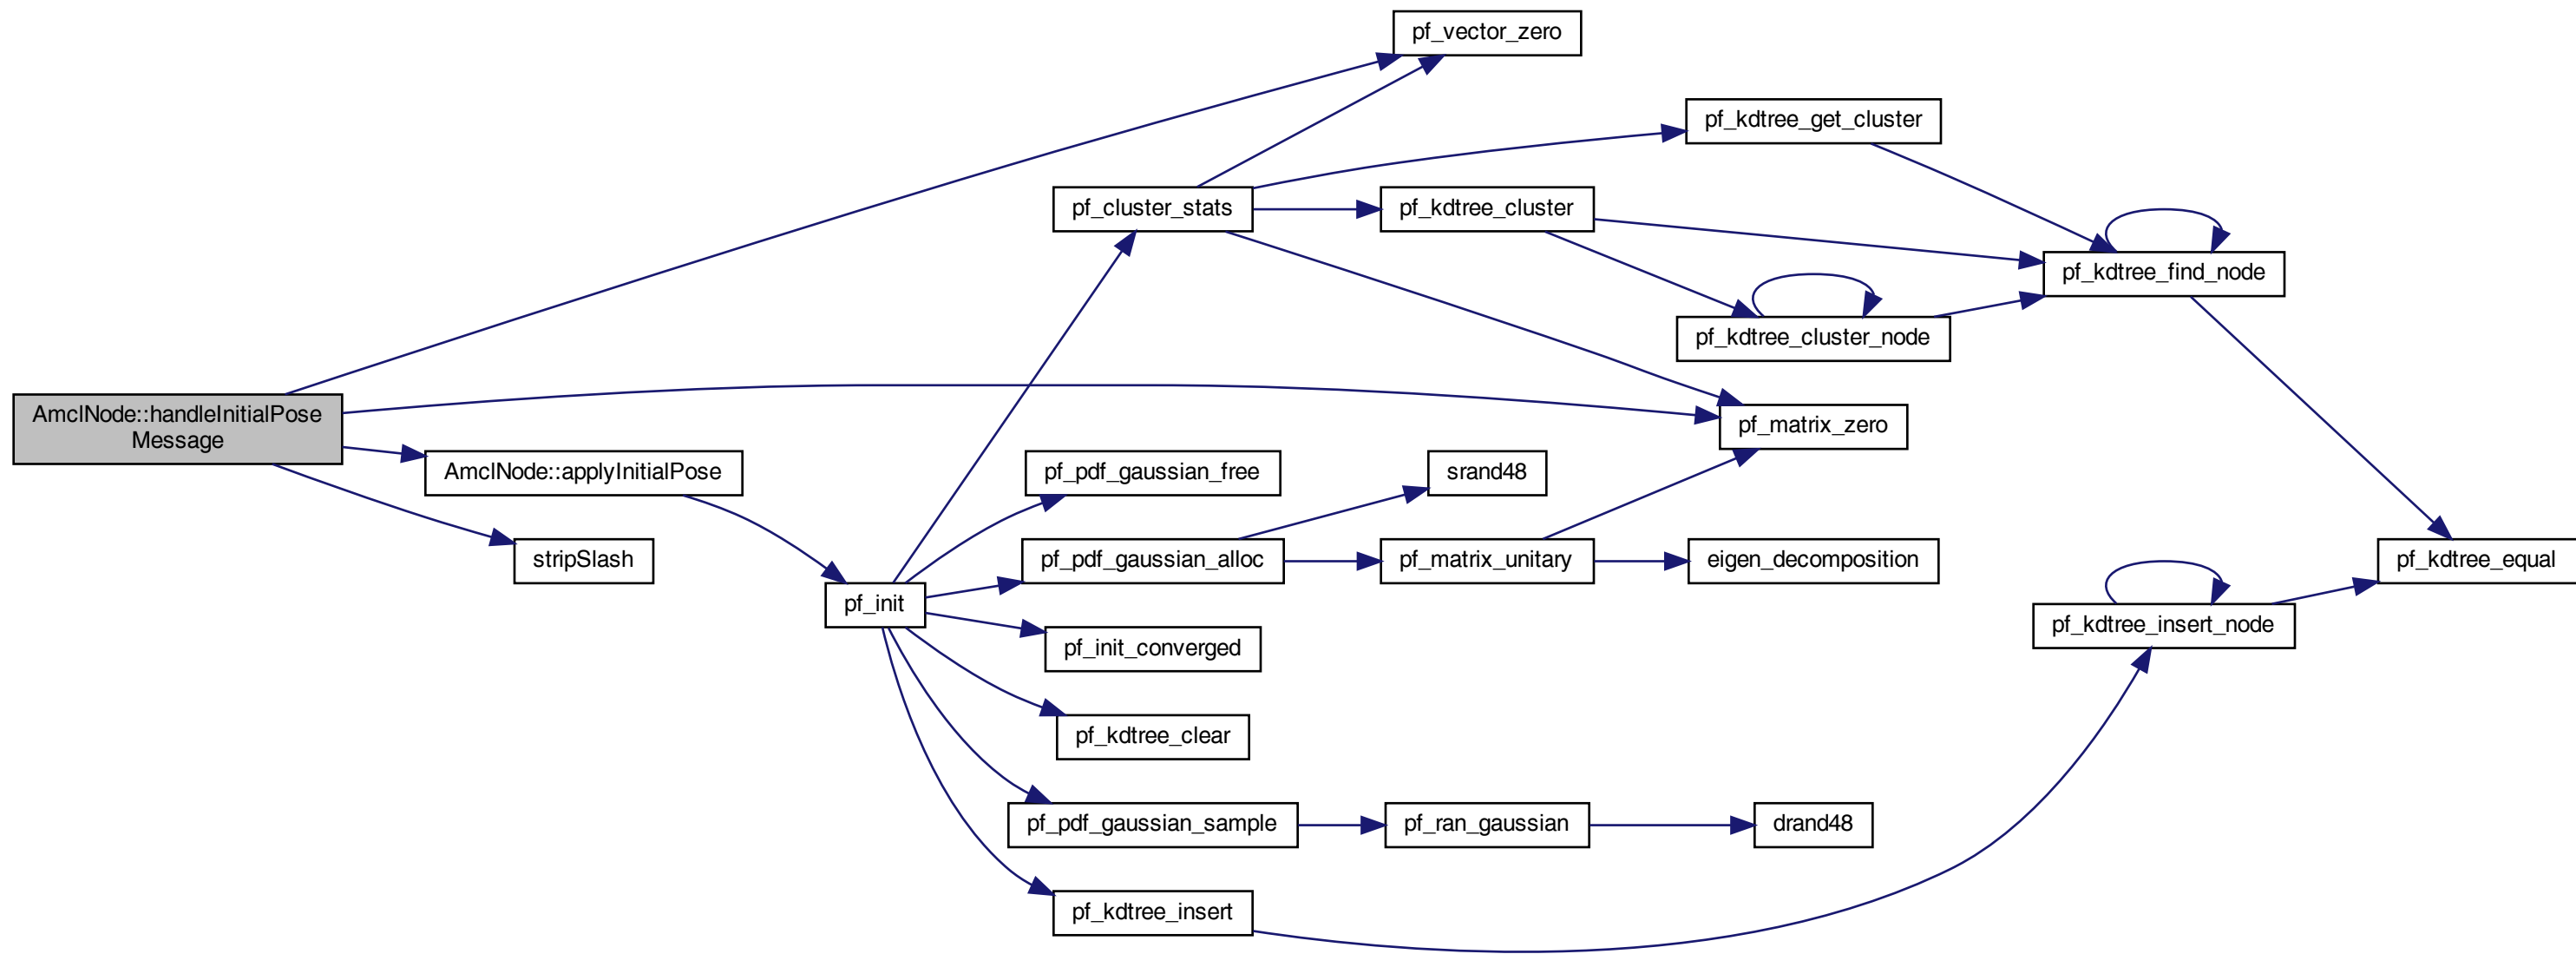 AmclNode::handleInitialPose
Message
pf_vector_zero
pf_kdtree_get_cluster
pf_cluster_stats
pf_kdtree_cluster
pf_kdtree_find_node
pf_kdtree_cluster_node
pf_matrix_zero
AmclNode::applyInitialPose
pf_pdf_gaussian_free
srand48
stripSlash
pf_pdf_gaussian_alloc
pf_matrix_unitary
eigen_decomposition
pf_kdtree_equal
pf_init
pf_kdtree_insert_node
pf_init_converged
pf_kdtree_clear
pf_pdf_gaussian_sample
pf_ran_gaussian
drand48
pf_kdtree_insert